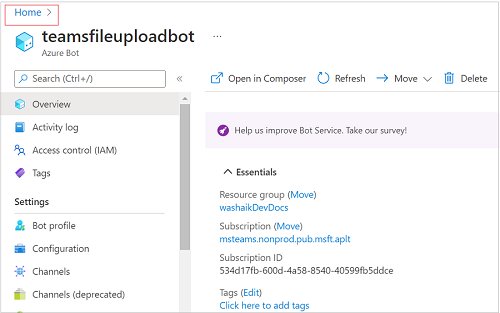 Home >
teamsfileuploadbot ...
Azure Bot
Search (Ctrl+/) «
Overview
Activity log
Access control (IAM)
Tags
Settings
Bot profile
Configuration
Channels
Channels (deprecated)
Open in Composer Refresh Move Delete
Help us improve Bot Service. Take our survey!
Essentials
Resource group (Move)
washaikDevDocs
Subscription (Move)
msteams.nonprod.pub.msft.aplt
Subscription ID
534d17fb-600d-4a58-8540-40599fb5ddce
Tags (Edit)
Click here to add tags